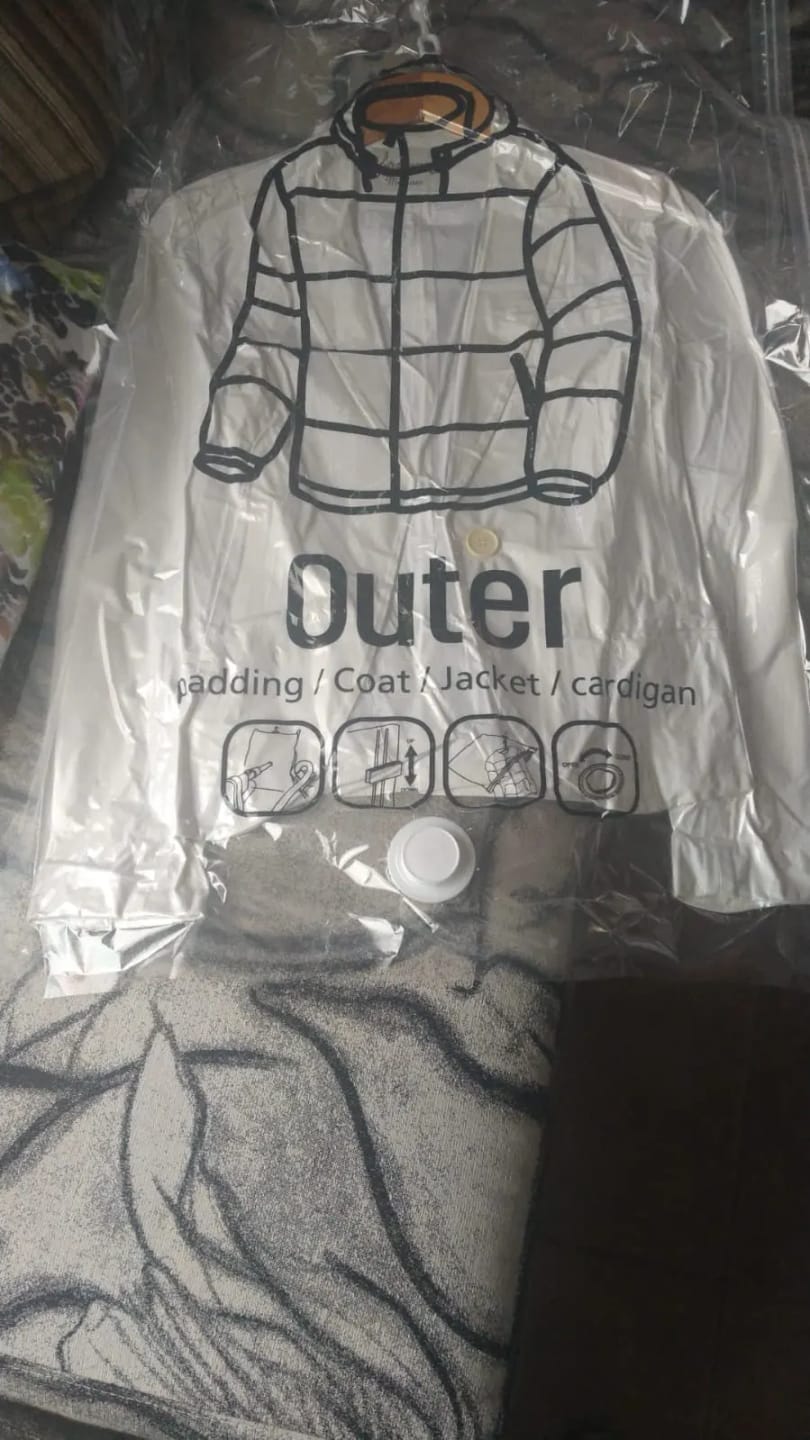 Outer
padding / Coat / Jacket / cardigan